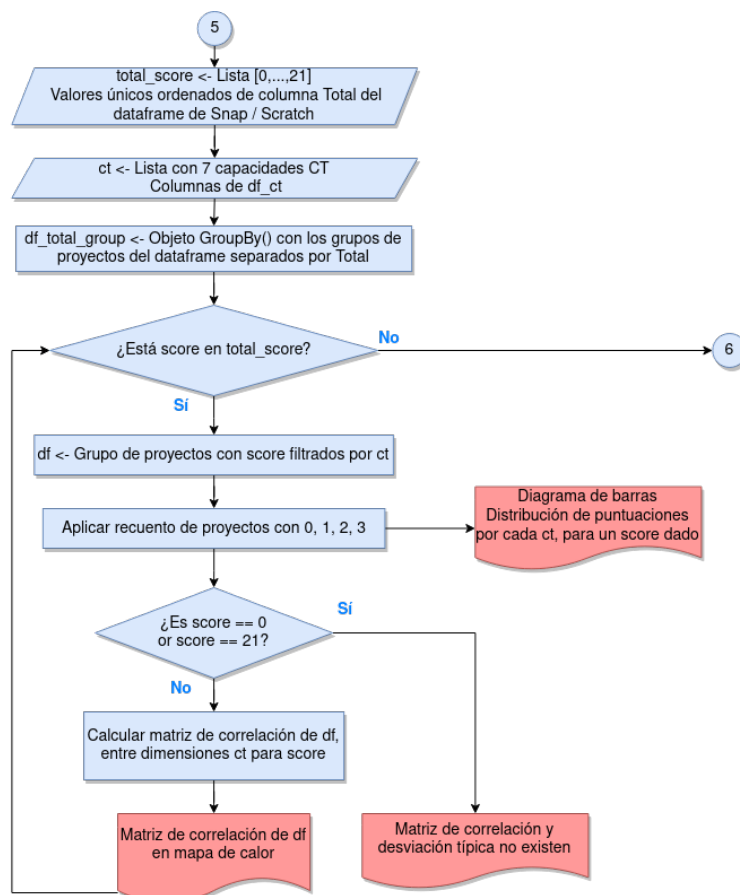 5
total_score <- Lista [0,...,21]
Valores únicos ordenados de columna Total del
dataframe de Snap / Scratch
ct <- Lista con 7 capacidades CT
Columnas de df_ct
df_total_group <- Objeto GroupBy() con los grupos de
proyectos del dataframe separados por Total
¿Está score en total_score?
No
6
Sí
df <- Grupo de proyectos con score filtrados por ct
Aplicar recuento de proyectos con 0, 1, 2, 3
Diagrama de barras
Distribución de puntuaciones
por cada ct, para un score dado
¿Es score == 0
or score == 21?
Sí
No
Calcular matriz de correlación de df,
entre dimensiones ct para score
Matriz de correlación de df
en mapa de calor
Matriz de correlación y
desviación típica no existen